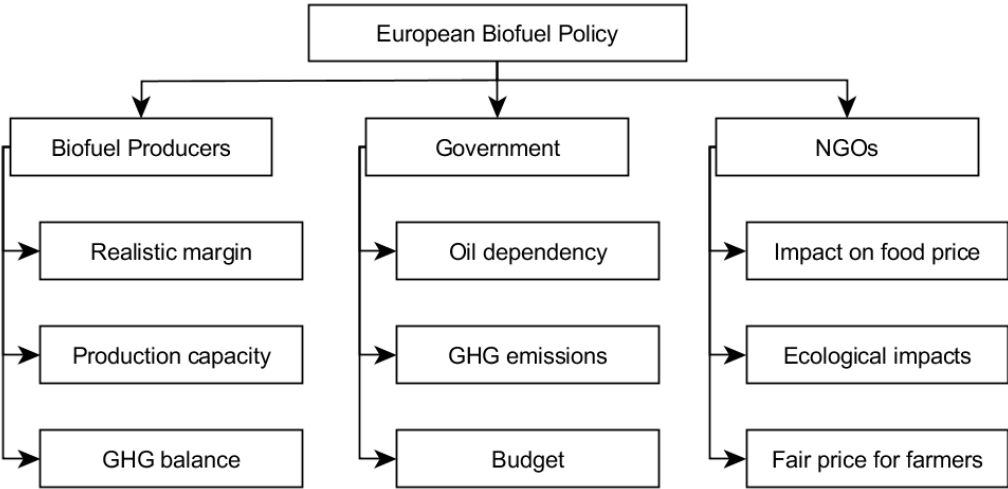 European Biofuel Policy
Biofuel Producers
Government
NGOs
Realistic margin
Oil dependency
Impact on food price
Production capacity
GHG emissions
Ecological impacts
GHG balance
Budget
Fair price for farmers